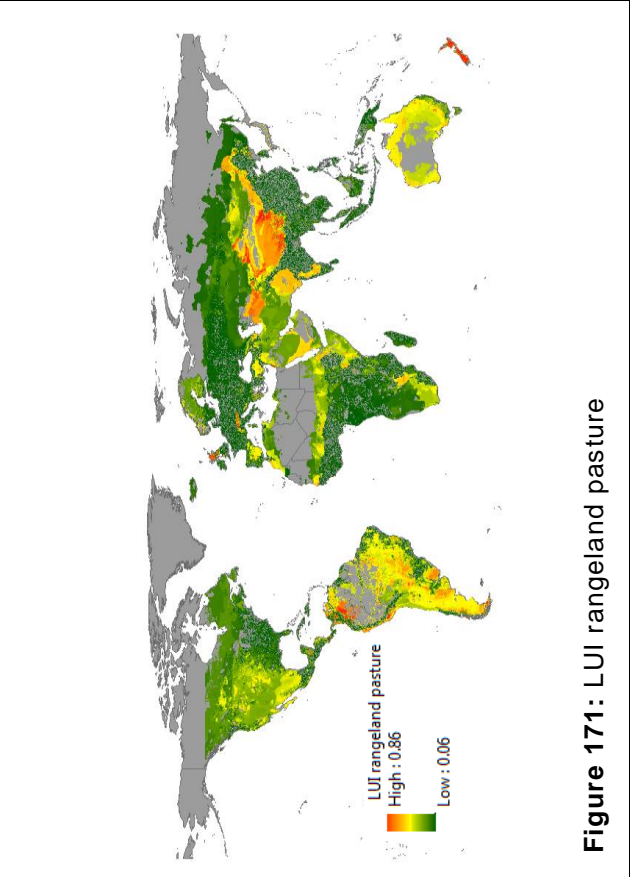 LUI rangeland pasture
High : 0.86
Low : 0.06
Figure 171: LUI rangeland pasture